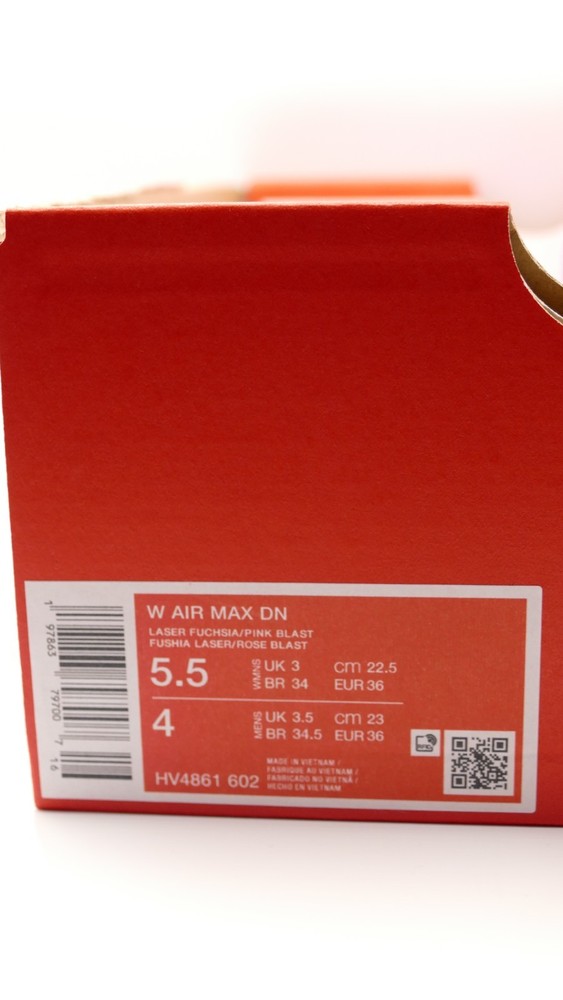 W AIR MAX DN
LASER FUCHSIA/PINK BLAST
FUSHIA LASER/ROSE BLAST
5.5 WMNS UK 3 cm 22.5
BR 34 EUR 36
4 MENS UK 3.5 cm 23
BR 34.5 EUR 36
HV4861 602
MADE IN VIETNAM /
FABRIQUE AU VIETNAM /
FABRICADO NO VIETNÃ /
HECHO EN VIETNAM
1 97863 79700 7 16